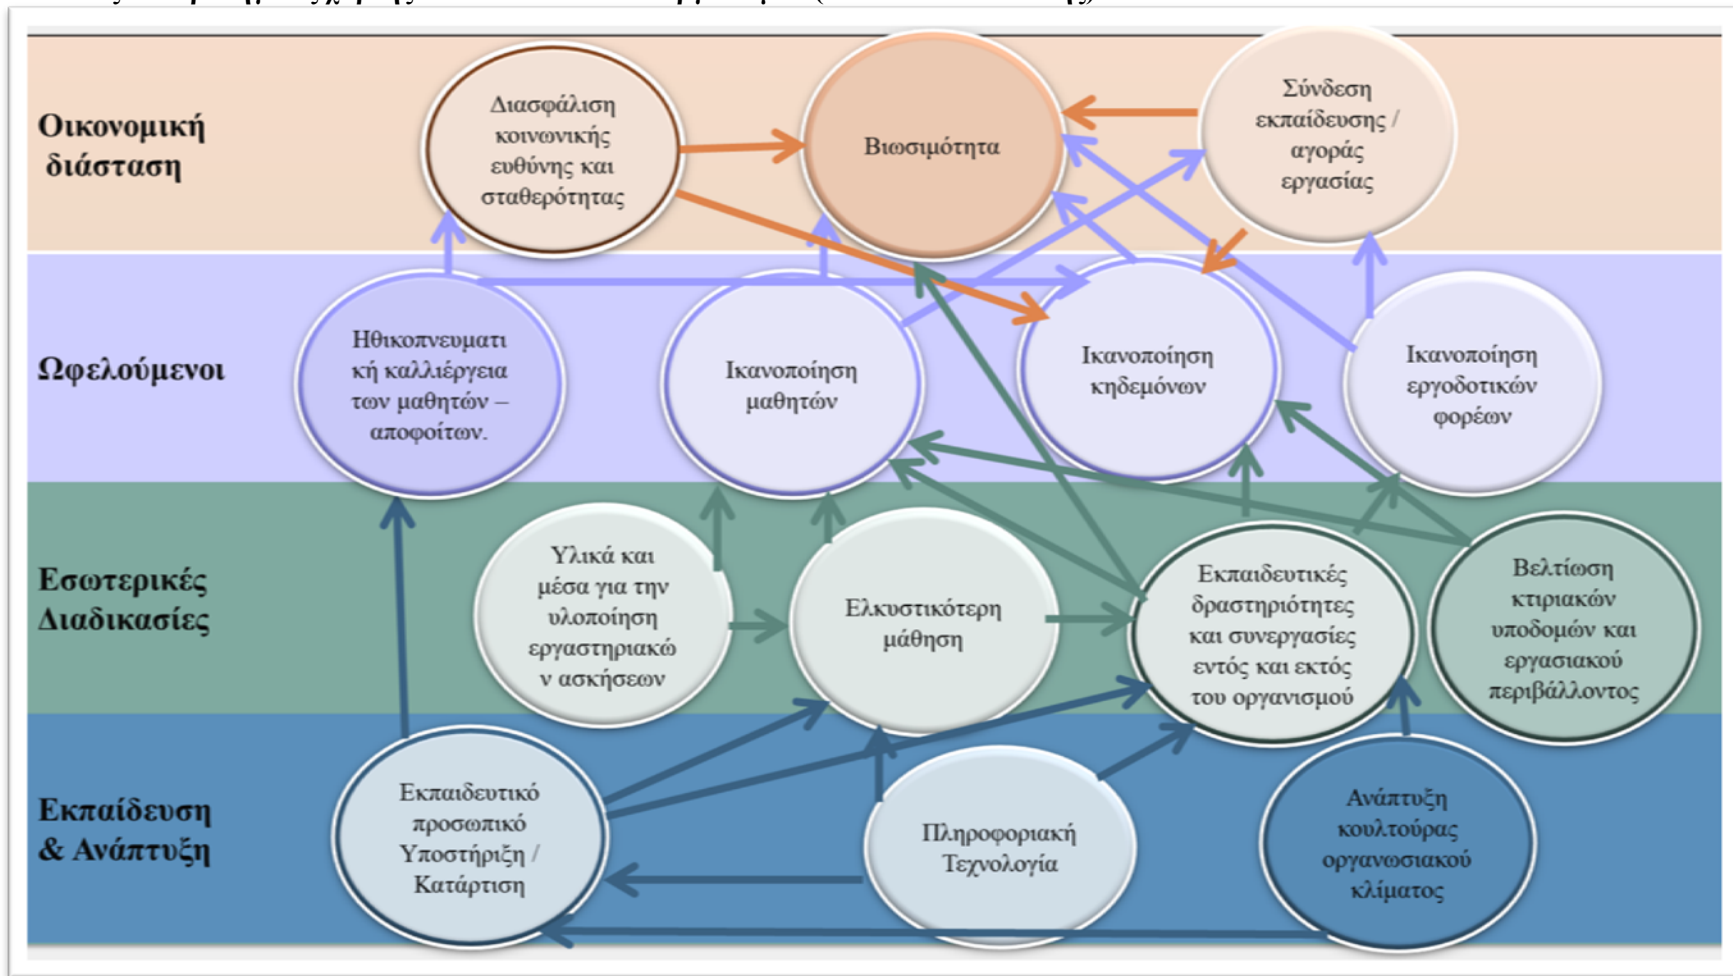 Οικονομική
διάσταση
Διασφάλιση
κοινωνικής
ευθύνης και
σταθερότητας
Βιωσιμότητα
Σύνδεση
εκπαίδευσης /
αγοράς
εργασίας
Ωφελούμενοι
Ηθικοπνευματι
κή καλλιέργεια
των μαθητών –
αποφοίτων.
Ικανοποίηση
μαθητών
Ικανοποίηση
κηδεμόνων
Ικανοποίηση
εργοδοτικών
φορέων
Εσωτερικές
Διαδικασίες
Υλικά και
μέσα για την
υλοποίηση
εργαστηριακώ
ν ασκήσεων
Ελκυστικότερη
μάθηση
Εκπαιδευτικές
δραστηριότητες
και συνεργασίες
εντός και εκτός
του οργανισμού
Βελτίωση
κτιριακών
υποδομών και
εργασιακού
περιβάλλοντος
Εκπαίδευση
& Ανάπτυξη
Εκπαιδευτικό
προσωπικό
Υποστήριξη /
Κατάρτιση
Πληροφοριακή
Τεχνολογία
Ανάπτυξη
κουλτούρας
οργανωσιακού
κλίματος